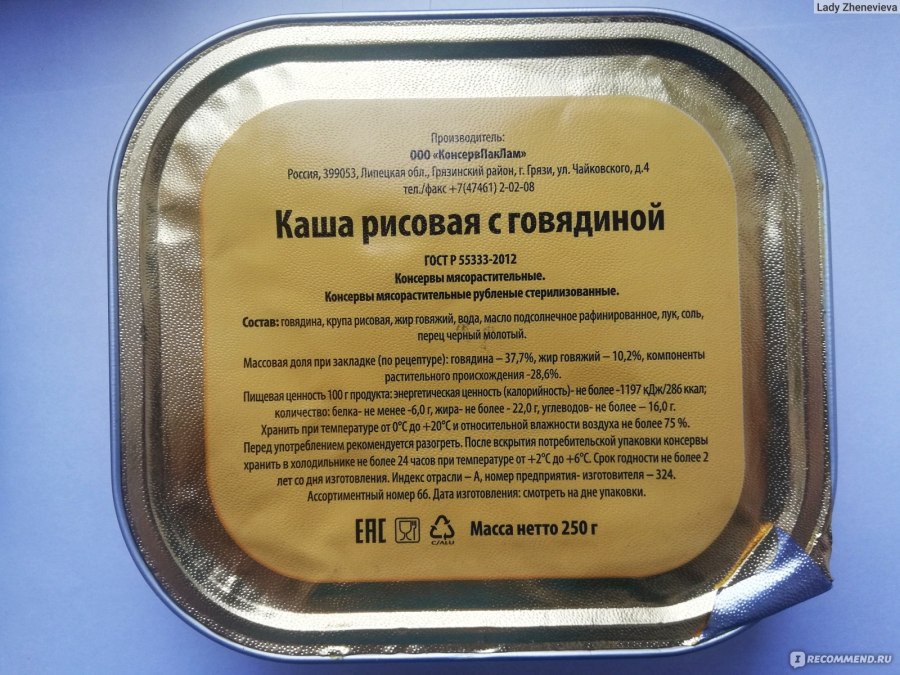 Lady Zhenevieva
Производитель:
ООО «КонсервПакЛам»
Россия, 399053, Липецкая обл., Грязинский район, г. Грязи, ул. Чайковского, д.4
тел./факс +7(47461) 2-02-08
Каша рисовая с говядиной
ГОСТ Р 55333-2012
Консервы мясорастительные.
Консервы мясорастительные рубленые стерилизованные.
Состав: говядина, крупа рисовая, жир говяжий, вода, масло подсолнечное рафинированное, лук, соль,
перец черный молотый.
Массовая доля при закладке (по рецептуре): говядина – 37,7%, жир говяжий – 10,2%, компоненты
растительного происхождения -28,6%.
Пищевая ценность 100 г продукта: энергетическая ценность (калорийность)- не более -1197 кДж/286 ккал;
количество: белка- не менее -6,0 г, жира- не более - 22,0 г, углеводов- не более – 16,0 г.
Хранить при температуре от 0°С до +20°С и относительной влажности воздуха не более 75 %.
Перед употреблением рекомендуется разогреть. После вскрытия потребительской упаковки консервы
хранить в холодильнике не более 24 часов при температуре от +2°С до +6°С. Срок годности не более 2
лет со дня изготовления. Индекс отрасли – А, номер предприятия- изготовителя – 324.
Ассортиментный номер 66. Дата изготовления: смотреть на дне упаковки.
ЕАС C/ALU Масса нетто 250 г
RECOMMEND.RU